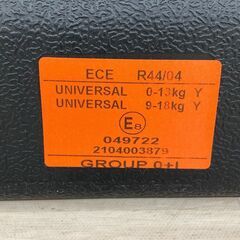 ECE R44/04
UNIVERSAL 0-13kg Y
UNIVERSAL 9-18kg Y
E8
049722
2104003879
GROUP 0+I